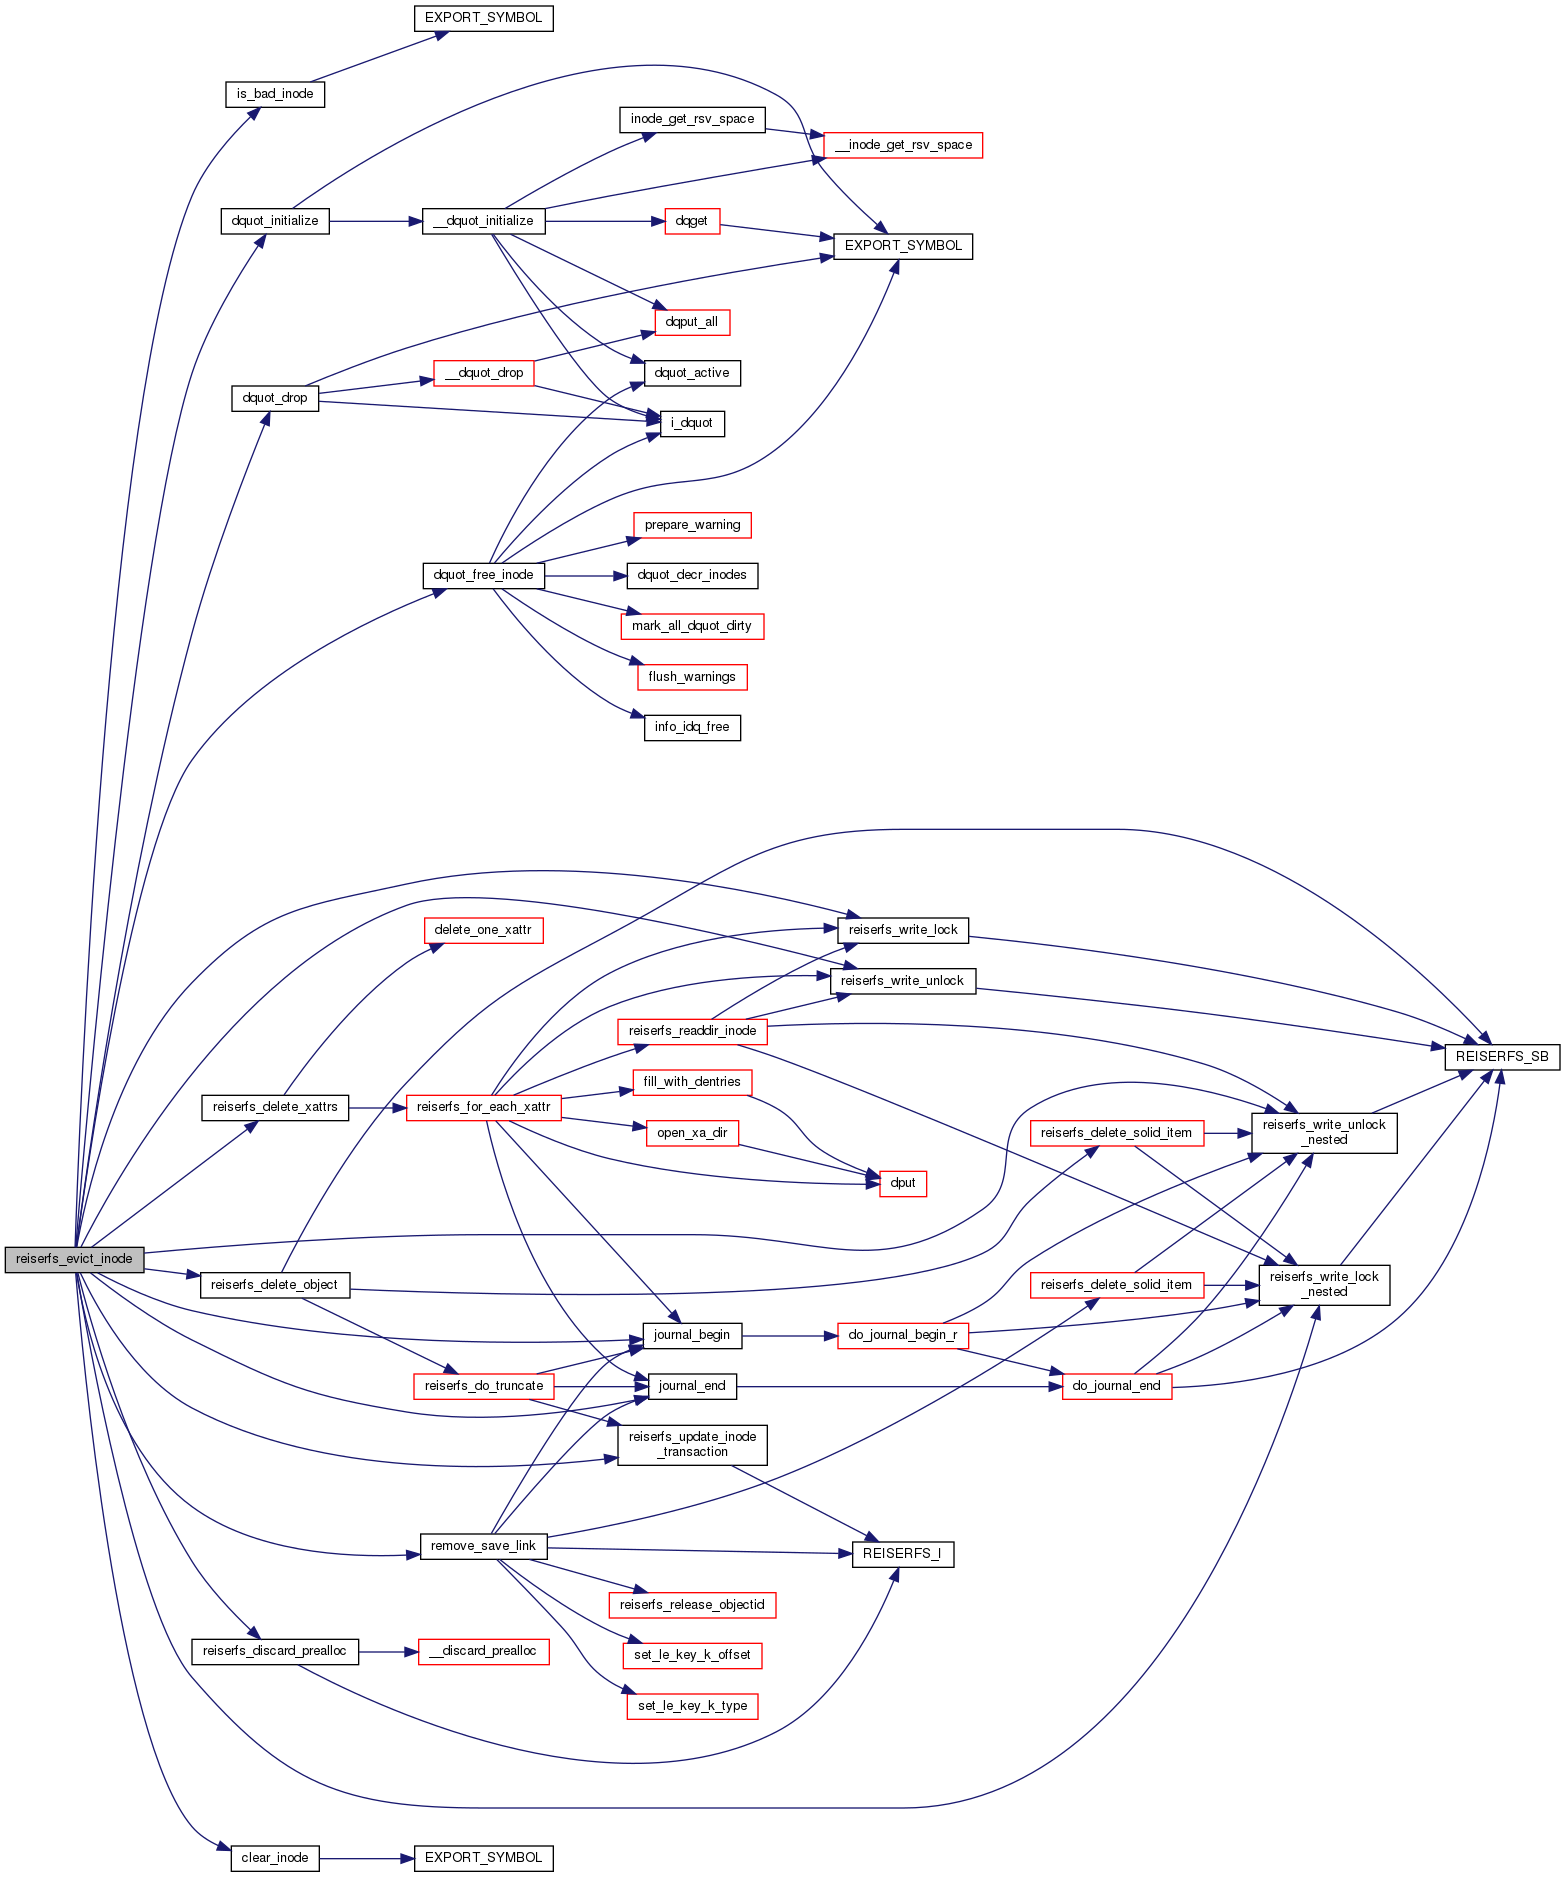 EXPORT_SYMBOL
is_bad_inode
inode_get_rsv_space
__inode_get_rsv_space
dquot_initialize
__dquot_initialize
dqget
EXPORT_SYMBOL
dqput_all
__dquot_drop
dquot_active
dquot_drop
i_dquot
prepare_warning
dquot_free_inode
dquot_decr_inodes
mark_all_dquot_dirty
flush_warnings
info_idq_free
delete_one_xattr
reiserfs_write_lock
reiserfs_write_unlock
reiserfs_readdir_inode
REISERFS_SB
fill_with_dentries
reiserfs_delete_xattrs
reiserfs_for_each_xattr
open_xa_dir
reiserfs_delete_solid_item
reiserfs_write_unlock
_nested
dput
reiserfs_evict_inode
reiserfs_delete_object
reiserfs_delete_solid_item
reiserfs_write_lock
_nested
journal_begin
do_journal_begin_r
reiserfs_do_truncate
journal_end
do_journal_end
reiserfs_update_inode
_transaction
remove_save_link
REISERFS_I
reiserfs_release_objectid
reiserfs_discard_prealloc
__discard_prealloc
set_le_key_k_offset
set_le_key_k_type
clear_inode
EXPORT_SYMBOL